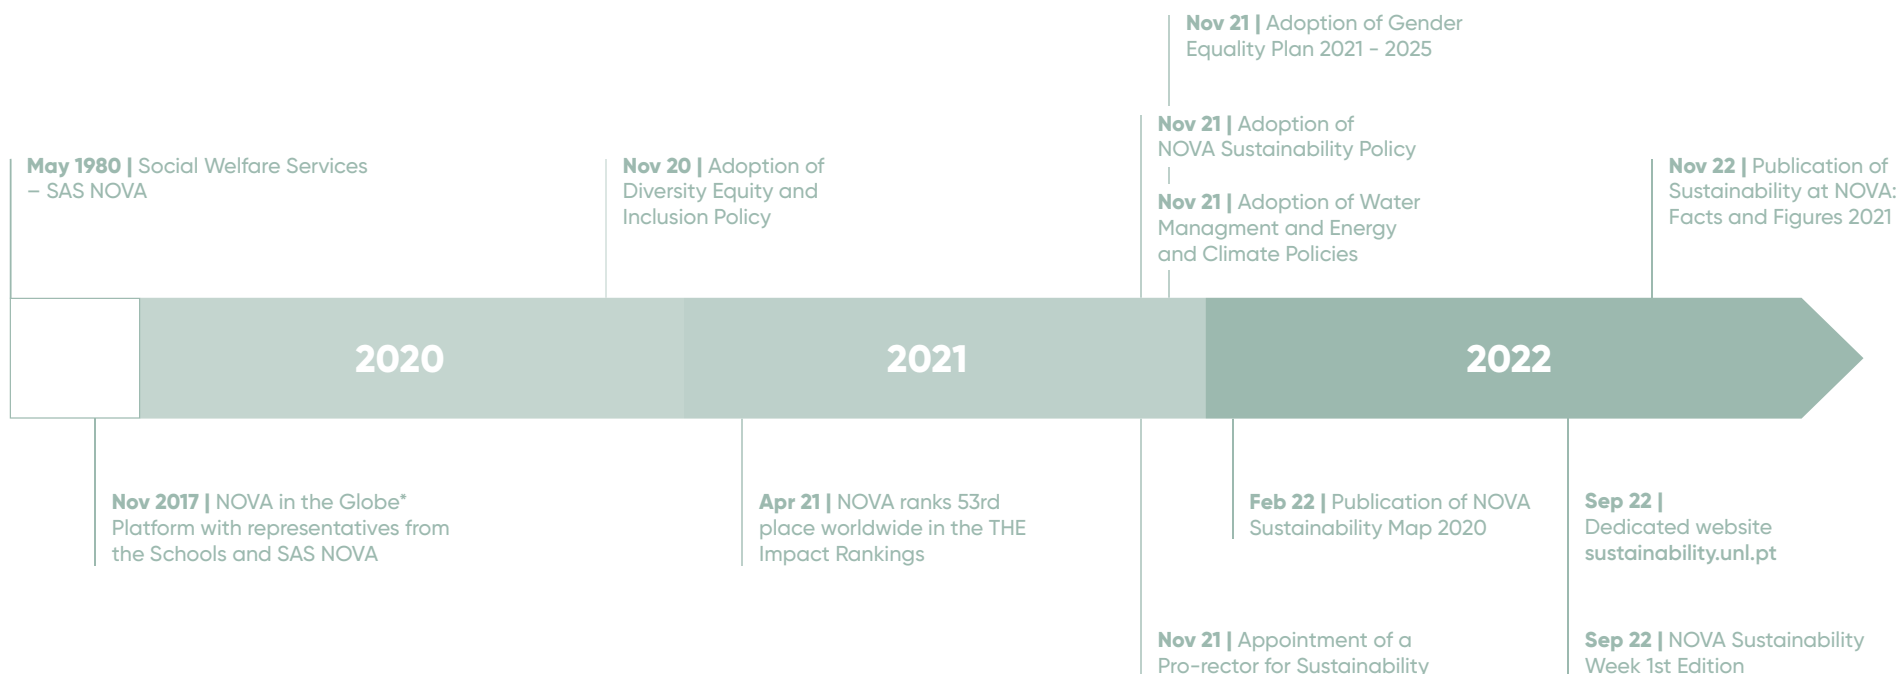 Nov 21 | Adoption of Gender
Equality Plan 2021 - 2025
Nov 21 | Adoption of
NOVA Sustainability Policy
Nov 21 | Adoption of Water
Managment and Energy
and Climate Policies
May 1980 | Social Welfare Services
– SAS NOVA
Nov 20 | Adoption of
Diversity Equity and
Inclusion Policy
Nov 22 | Publication of
Sustainability at NOVA:
Facts and Figures 2021
2020
2021
2022
Nov 2017 | NOVA in the Globe*
Platform with representatives from
the Schools and SAS NOVA
Apr 21 | NOVA ranks 53rd
place worldwide in the THE
Impact Rankings
Feb 22 | Publication of NOVA
Sustainability Map 2020
Sep 22 |
Dedicated website
sustainability.unl.pt
Nov 21 | Appointment of a
Pro-rector for Sustainability
Sep 22 | NOVA Sustainability
Week 1st Edition